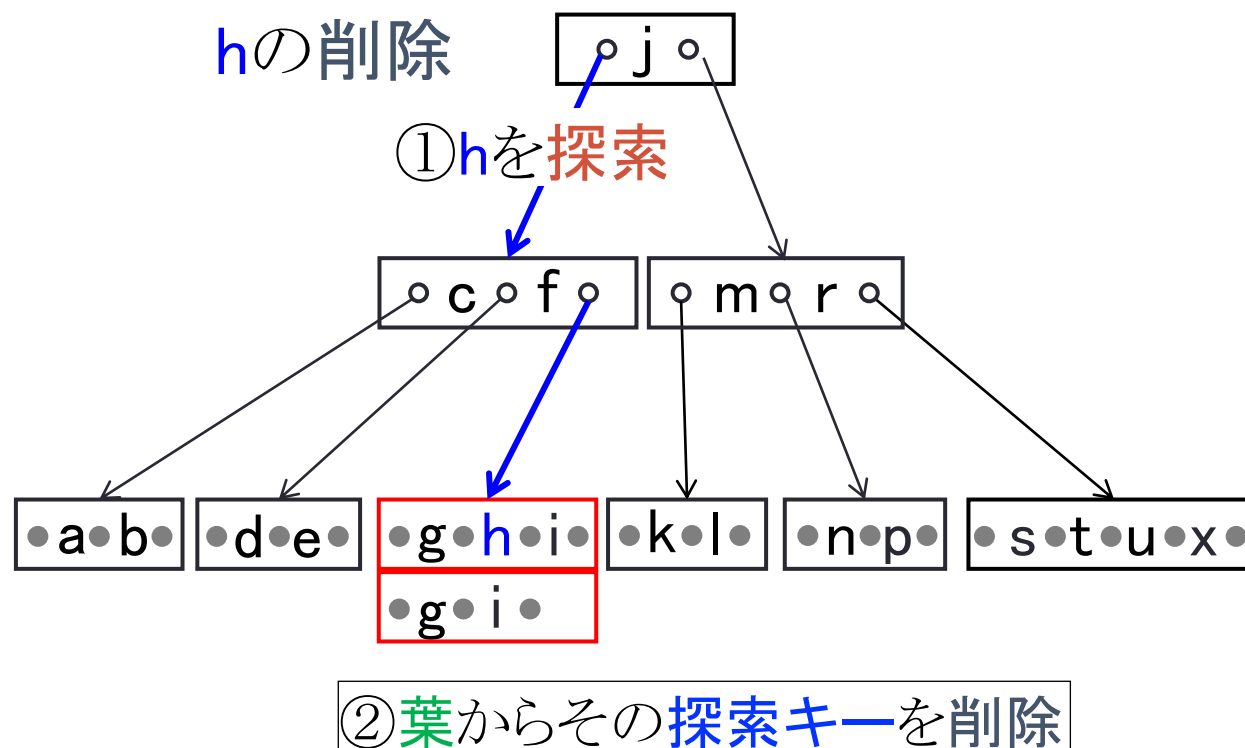 hの削除
j
①hを探索
c f
m r
a b
d e
g h i
k l
n p
s t u x
g i
②葉からその探索キーを削除